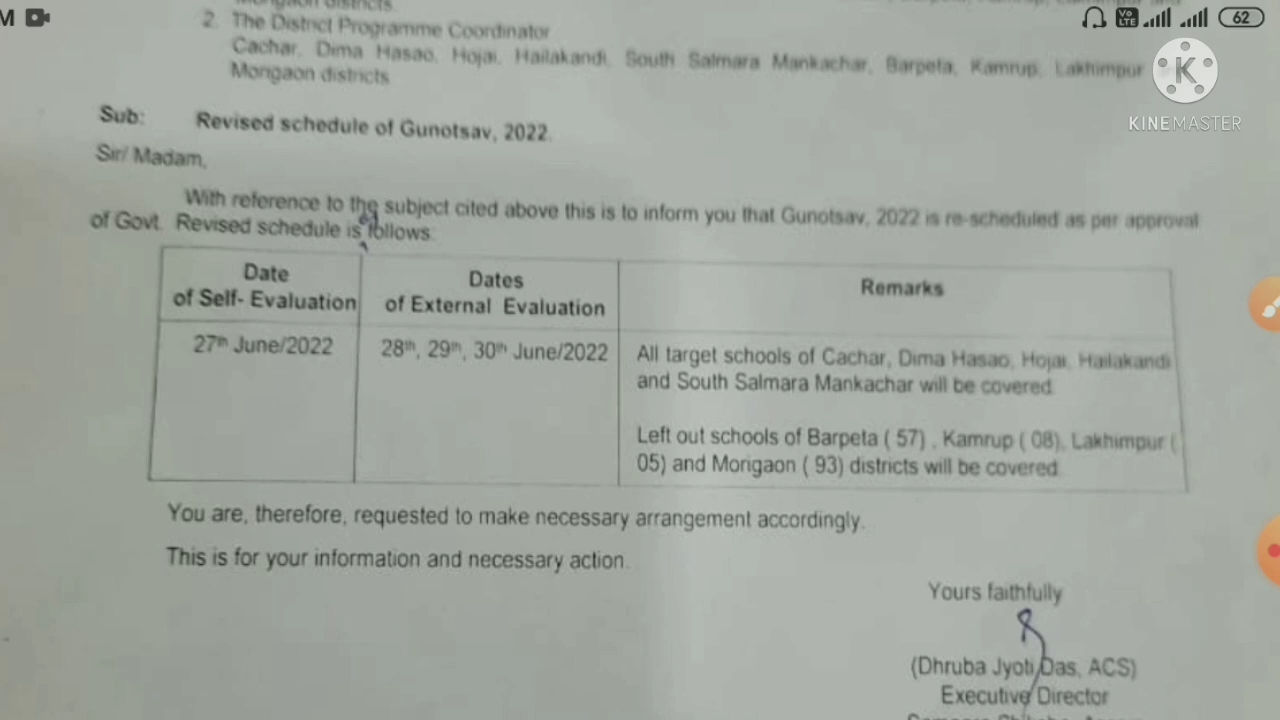 M
Vo LTE
62
2. The District Programme Coordinator
Cachar, Dima Hasao, Hojai, Hailakandi, South Salmara Mankachar, Barpeta, Kamrup, Lakhimpur
Morigaon districts
KINEMASTER
Sub: Revised schedule of Gunotsav, 2022.
Sir/ Madam,
With reference to the subject cited above this is to inform you that Gunotsav, 2022 is re-scheduled as per approval
of Govt. Revised schedule is follows:
Date
of Self- Evaluation
Dates
of External Evaluation
Remarks
27th June/2022
28th, 29th, 30th June/2022
All target schools of Cachar, Dima Hasao, Hojai, Hailakandi
and South Salmara Mankachar will be covered.
Left out schools of Barpeta ( 57) , Kamrup ( 08), Lakhimpur (
05) and Morigaon ( 93) districts will be covered.
You are, therefore, requested to make necessary arrangement accordingly.
This is for your information and necessary action.
Yours faithfully
(Dhruba Jyoti Das, ACS)
Executive Director